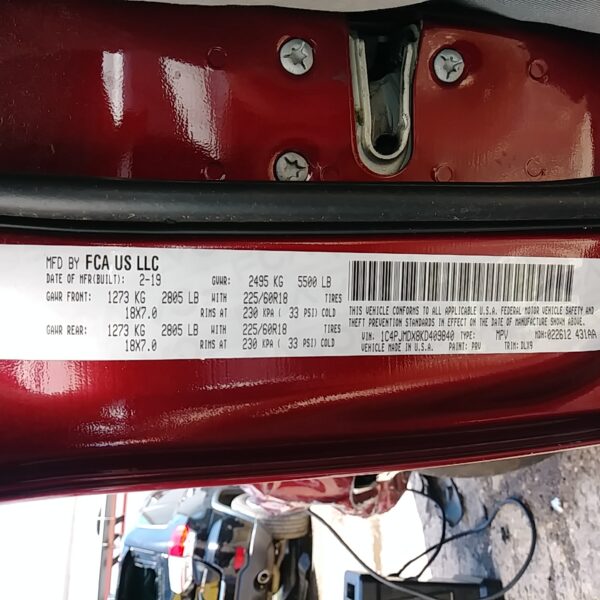 MFD BY FCA US LLC
DATE OF MFR(BUILT): 2-19 GVWR: 2495 KG 5500 LB
GAWR FRONT: 1273 KG 2805 LB WITH 225/60R18 TIRES
18X7.0 RIMS AT 230 KPA ( 33 PSI) COLD
GAWR REAR: 1273 KG 2805 LB WITH 225/60R18 TIRES
18X7.0 RIMS AT 230 KPA ( 33 PSI) COLD
THIS VEHICLE CONFORMS TO ALL APPLICABLE U.S.A. FEDERAL MOTOR VEHICLE SAFETY AND
THEFT PREVENTION STANDARDS IN EFFECT ON THE DATE OF MANUFACTURE SHOWN ABOVE.
VIN: 1C4PJMDX8KD409840 TYPE: MPV MDH: 022612 431AA
VEHICLE MADE IN U.S.A. PAINT: PRV TRIM: DLX9